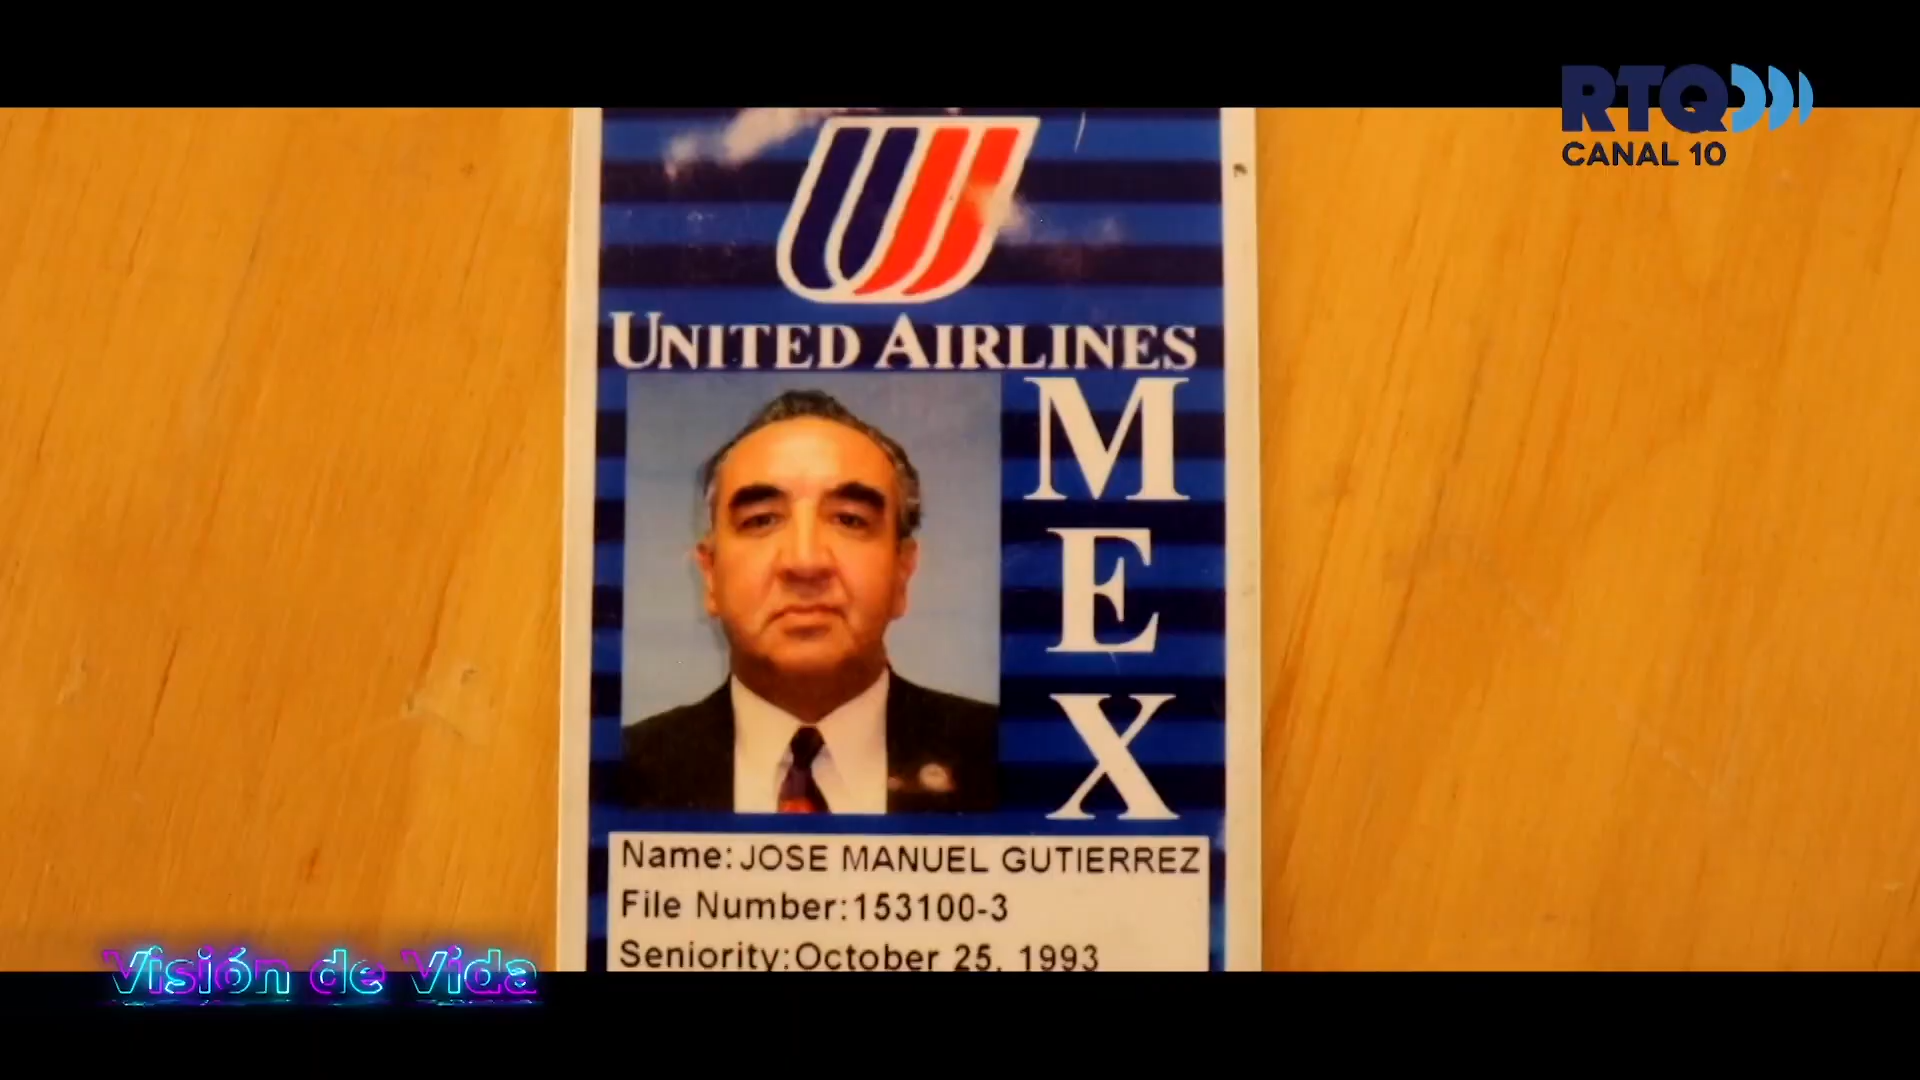 RTQ
CANAL 10
UNITED AIRLINES
M
E
X
Name: JOSE MANUEL GUTIERREZ
File Number: 153100-3
Seniority: October 25, 1993
Visión de Vida